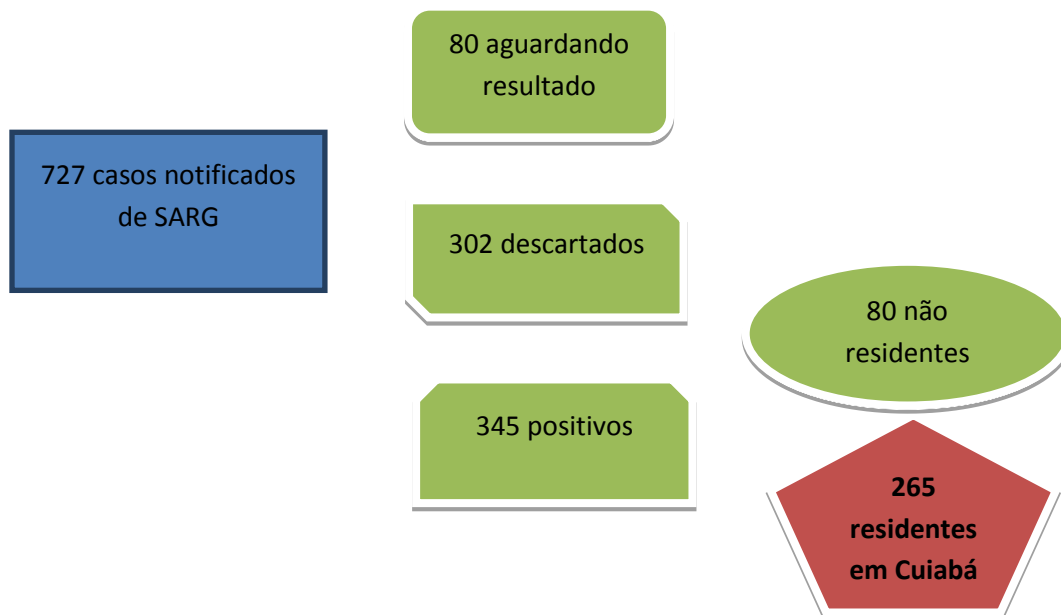 727 casos notificados
de SARG
80 aguardando
resultado
302 descartados
345 positivos
80 não
residentes
265
residentes
em Cuiabá